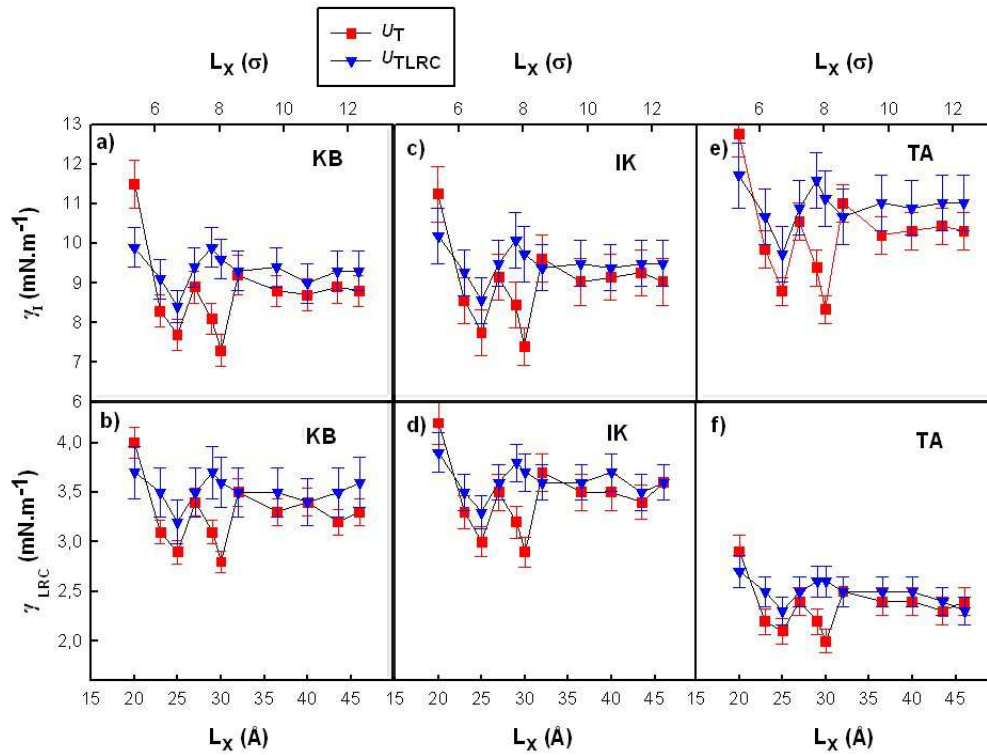 U_T
U_TLRC
L_X (σ)
L_X (σ)
L_X (σ)
6 8 10 12
6 8 10 12
6 8 10 12
a) KB
c) IK
e) TA
13
12
11
10
9
8
7
6
γ_I (mN.m-1)
b) KB
d) IK
f) TA
4,0
3,5
3,0
2,5
2,0
γ_LRC (mN.m-1)
15 20 25 30 35 40 45
15 20 25 30 35 40 45
15 20 25 30 35 40 45
L_X (Å)
L_X (Å)
L_X (Å)